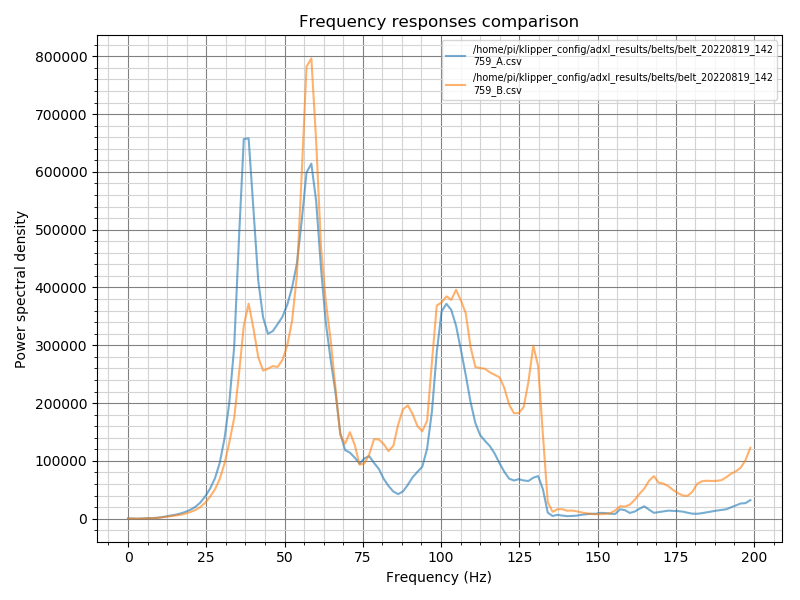 Frequency responses comparison
/home/pi/klipper_config/adxl_results/belts/belt_20220819_142
759_A.csv
/home/pi/klipper_config/adxl_results/belts/belt_20220819_142
759_B.csv
800000
700000
600000
500000
400000
300000
200000
100000
0
Power spectral density
0 25 50 75 100 125 150 175 200
Frequency (Hz)